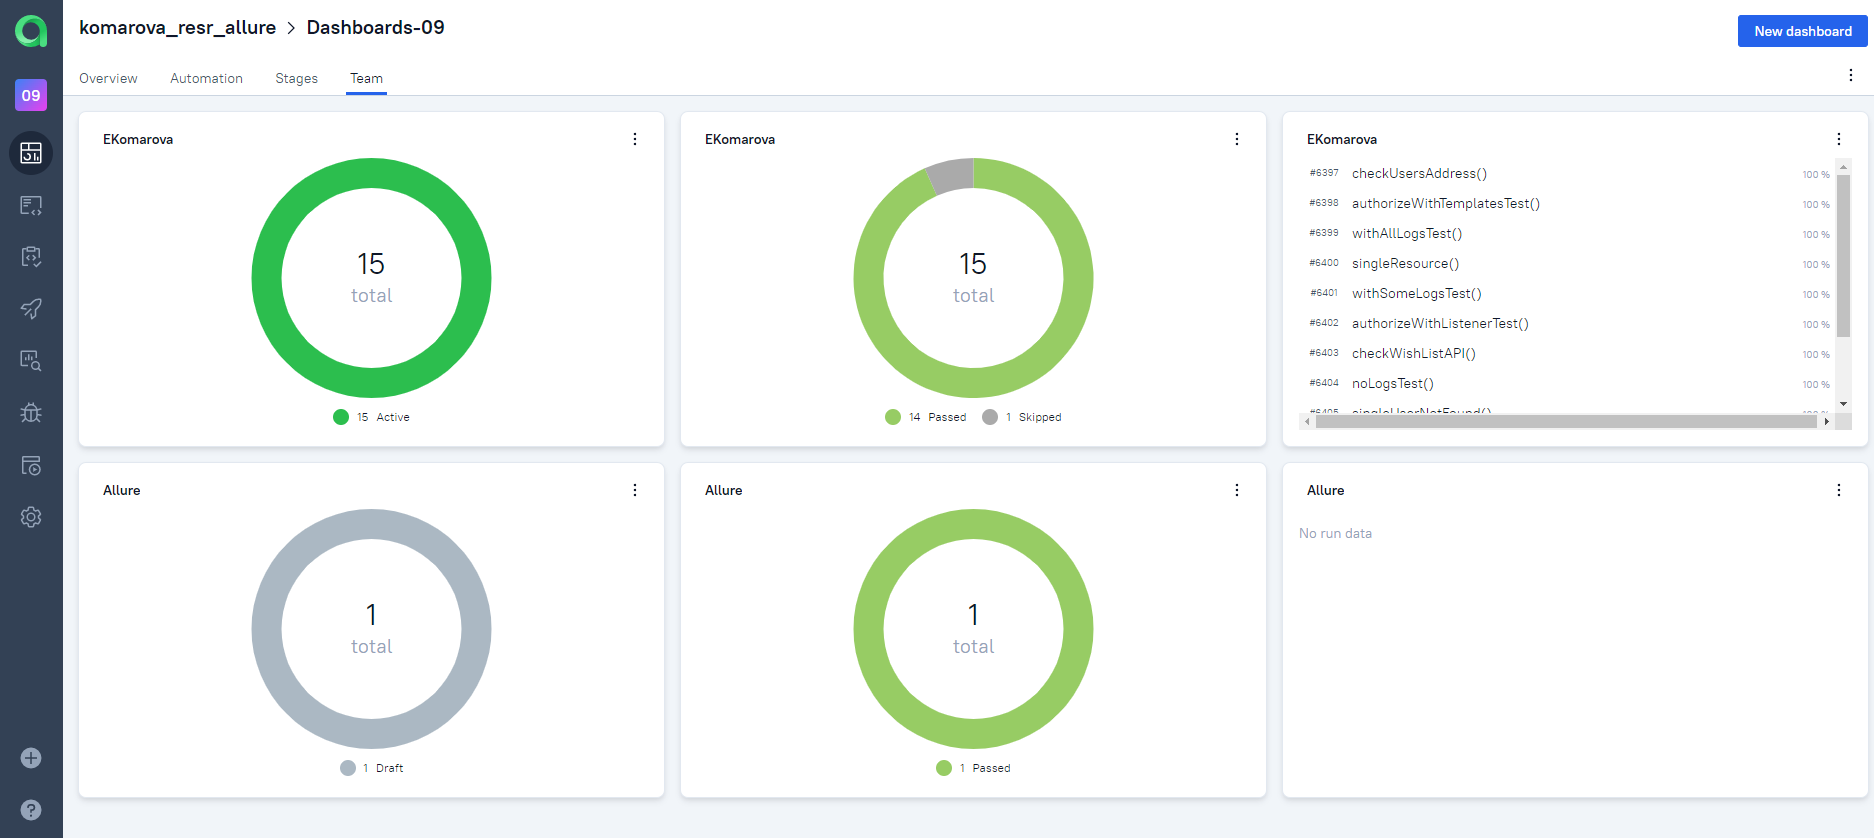 komarova_resr_allure > Dashboards-09
New dashboard
Overview Automation Stages Team
09
EKomarova
15
total
15 Active
EKomarova
15
total
14 Passed 1 Skipped
EKomarova
#6397 checkUsersAddress() 100 %
#6398 authorizeWithTemplatesTest() 100 %
#6399 withAllLogsTest() 100 %
#6400 singleResource() 100 %
#6401 withSomeLogsTest() 100 %
#6402 authorizeWithListenerTest() 100 %
#6403 checkWishListAPI() 100 %
#6404 noLogsTest() 100 %
#6405 singleUserNotFound() 100 %
Allure
1
total
1 Draft
Allure
1
total
1 Passed
Allure
No run data